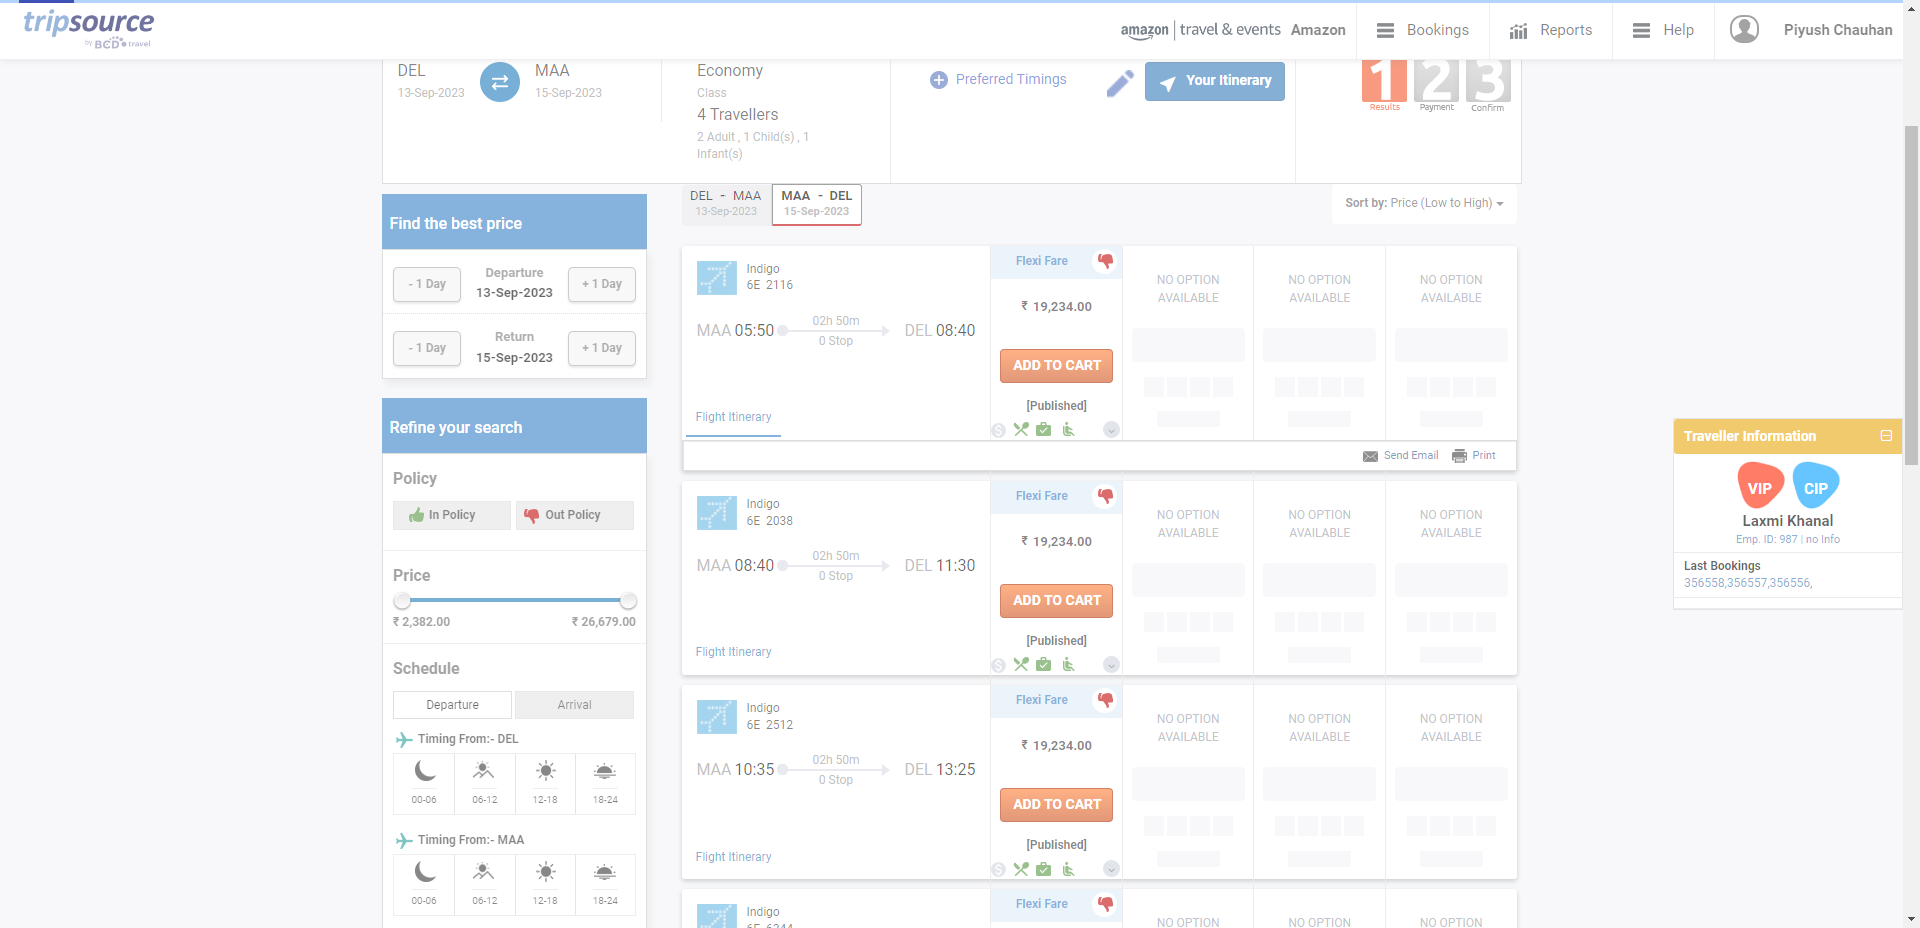 tripsource
by BCD travel
amazon | travel & events Amazon
Bookings
Reports
Help
Piyush Chauhan
DEL
13-Sep-2023
MAA
15-Sep-2023
Economy
Class
4 Travellers
2 Adult , 1 Child(s) , 1
Infant(s)
Preferred Timings
Your Itinerary
1 2 3
Results Payment Confirm
DEL - MAA
13-Sep-2023
MAA - DEL
15-Sep-2023
Sort by: Price (Low to High)
Find the best price
Departure
- 1 Day 13-Sep-2023 + 1 Day
Return
- 1 Day 15-Sep-2023 + 1 Day
Refine your search
Policy
In Policy Out Policy
Price
₹ 2,382.00 ₹ 26,679.00
Schedule
Departure Arrival
Timing From:- DEL
00-06 06-12 12-18 18-24
Timing From:- MAA
00-06 06-12 12-18 18-24
Indigo
6E 2116
MAA 05:50 02h 50m DEL 08:40
0 Stop
Flight Itinerary
Flexi Fare
₹ 19,234.00
ADD TO CART
[Published]
NO OPTION
AVAILABLE
NO OPTION
AVAILABLE
NO OPTION
AVAILABLE
Send Email Print
Indigo
6E 2038
MAA 08:40 02h 50m DEL 11:30
0 Stop
Flight Itinerary
Flexi Fare
₹ 19,234.00
ADD TO CART
[Published]
NO OPTION
AVAILABLE
NO OPTION
AVAILABLE
NO OPTION
AVAILABLE
Indigo
6E 2512
MAA 10:35 02h 50m DEL 13:25
0 Stop
Flight Itinerary
Flexi Fare
₹ 19,234.00
ADD TO CART
[Published]
NO OPTION
AVAILABLE
NO OPTION
AVAILABLE
NO OPTION
AVAILABLE
Indigo
Flexi Fare
NO OPTION
NO OPTION
NO OPTION
Traveller Information
VIP CIP
Laxmi Khanal
Emp. ID: 987 | no Info
Last Bookings
356558,356557,356556,